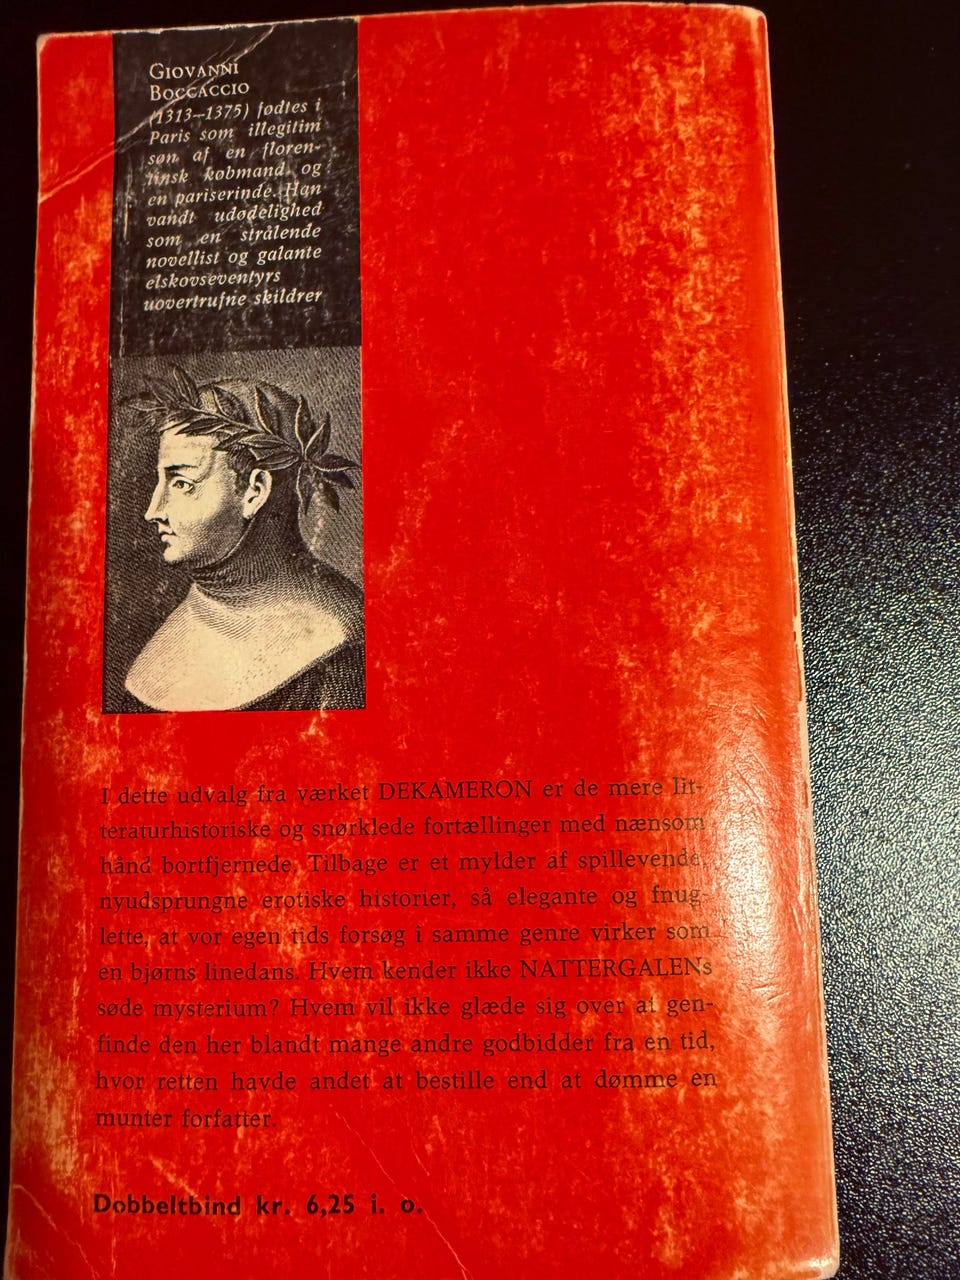 GIOVANNI
BOCCACCIO
(1313–1375) fødtes i
Paris som illegitim
søn af en floren-
tinsk købmand og
en pariserinde. Han
vandt udødelighed
som en strålende
novellist og galante
elskovseventyrs
uovertrufne skildrer
I dette udvalg fra værket DEKAMERON er de mere lit-
teraturhistoriske og snørklede fortællinger med nænsom
hånd bortfjernede. Tilbage er et mylder af spillevende,
nyudsprungne erotiske historier, så elegante og fnug-
lette, at vor egen tids forsøg i samme genre virker som
en bjørns linedans. Hvem kender ikke NATTERGALENs
søde mysterium? Hvem vil ikke glæde sig over at gen-
finde den her blandt mange andre godbidder fra en tid,
hvor retten havde andet at bestille end at dømme en
munter forfatter.
Dobbeltbind kr. 6,25 i. o.